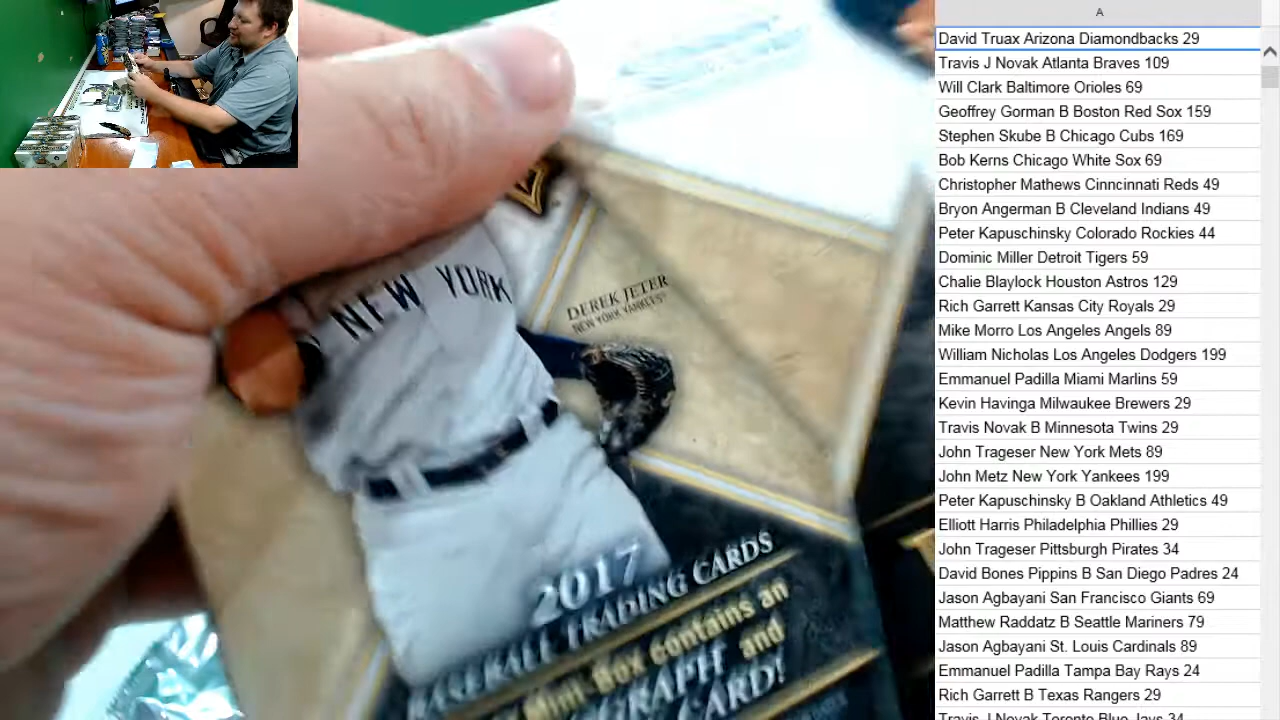 A
David Truax Arizona Diamondbacks 29
Travis J Novak Atlanta Braves 109
Will Clark Baltimore Orioles 69
Geoffrey Gorman B Boston Red Sox 159
Stephen Skube B Chicago Cubs 169
Bob Kerns Chicago White Sox 69
Christopher Mathews Cinncinnati Reds 49
Bryon Angerman B Cleveland Indians 49
Peter Kapuschinsky Colorado Rockies 44
Dominic Miller Detroit Tigers 59
Chalie Blaylock Houston Astros 129
Rich Garrett Kansas City Royals 29
Mike Morro Los Angeles Angels 89
William Nicholas Los Angeles Dodgers 199
Emmanuel Padilla Miami Marlins 59
Kevin Havinga Milwaukee Brewers 29
Travis Novak B Minnesota Twins 29
John Trageser New York Mets 89
John Metz New York Yankees 199
Peter Kapuschinsky B Oakland Athletics 49
Elliott Harris Philadelphia Phillies 29
John Trageser Pittsburgh Pirates 34
David Bones Pippins B San Diego Padres 24
Jason Agbayani San Francisco Giants 69
Matthew Raddatz B Seattle Mariners 79
Jason Agbayani St. Louis Cardinals 89
Emmanuel Padilla Tampa Bay Rays 24
Rich Garrett B Texas Rangers 29
Travis J Novak Toronto Blue Jays 34
NEW YORK
DEREK JETER
NEW YORK YANKEES
2017
BASEBALL TRADING CARDS
Mini-Box contains an
and
CARD!